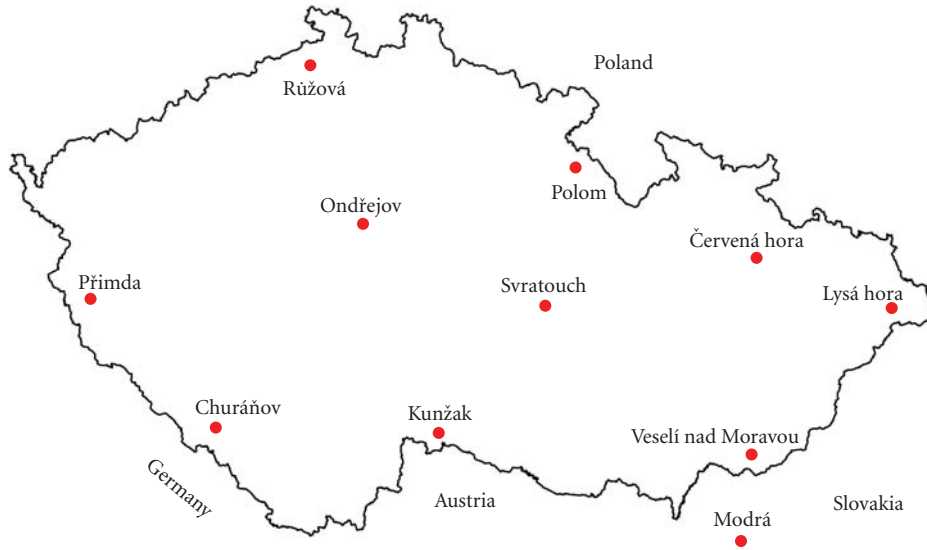 Poland
Růžová
Polom
Ondřejov
Červená hora
Přimda
Svratouch
Lysá hora
Churáňov
Kunžak
Veselí nad Moravou
Germany
Austria
Slovakia
Modrá